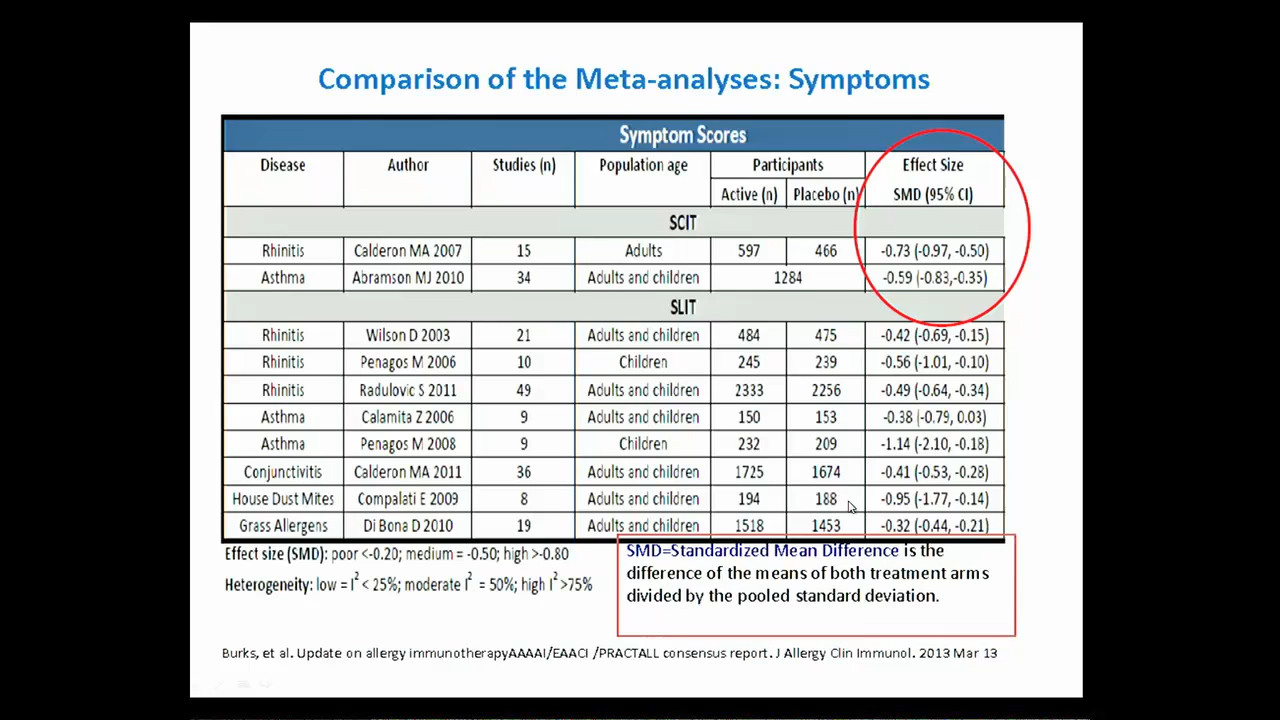 Comparison of the Meta-analyses: Symptoms
Symptom Scores
Disease Author Studies (n) Population age Participants Effect Size
Active (n) Placebo (n) SMD (95% CI)
SCIT
Rhinitis Calderon MA 2007 15 Adults 597 466 -0.73 (-0.97, -0.50)
Asthma Abramson MJ 2010 34 Adults and children 1284 -0.59 (-0.83,-0.35)
SLIT
Rhinitis Wilson D 2003 21 Adults and children 484 475 -0.42 (-0.69, -0.15)
Rhinitis Penagos M 2006 10 Children 245 239 -0.56 (-1.01, -0.10)
Rhinitis Radulovic S 2011 49 Adults and children 2333 2256 -0.49 (-0.64, -0.34)
Asthma Calamita Z 2006 9 Adults and children 150 153 -0.38 (-0.79, 0.03)
Asthma Penagos M 2008 9 Children 232 209 -1.14 (-2.10, -0.18)
Conjunctivitis Calderon MA 2011 36 Adults and children 1725 1674 -0.41 (-0.53, -0.28)
House Dust Mites Compalati E 2009 8 Adults and children 194 188 -0.95 (-1.77, -0.14)
Grass Allergens Di Bona D 2010 19 Adults and children 1518 1453 -0.32 (-0.44, -0.21)
Effect size (SMD): poor <-0.20; medium = -0.50; high >-0.80
Heterogeneity: low = I² < 25%; moderate I² = 50%; high I² >75%
SMD=Standardized Mean Difference is the
difference of the means of both treatment arms
divided by the pooled standard deviation.
Burks, et al. Update on allergy immunotherapyAAAAI/EAACI /PRACTALL consensus report. J Allergy Clin Immunol. 2013 Mar 13